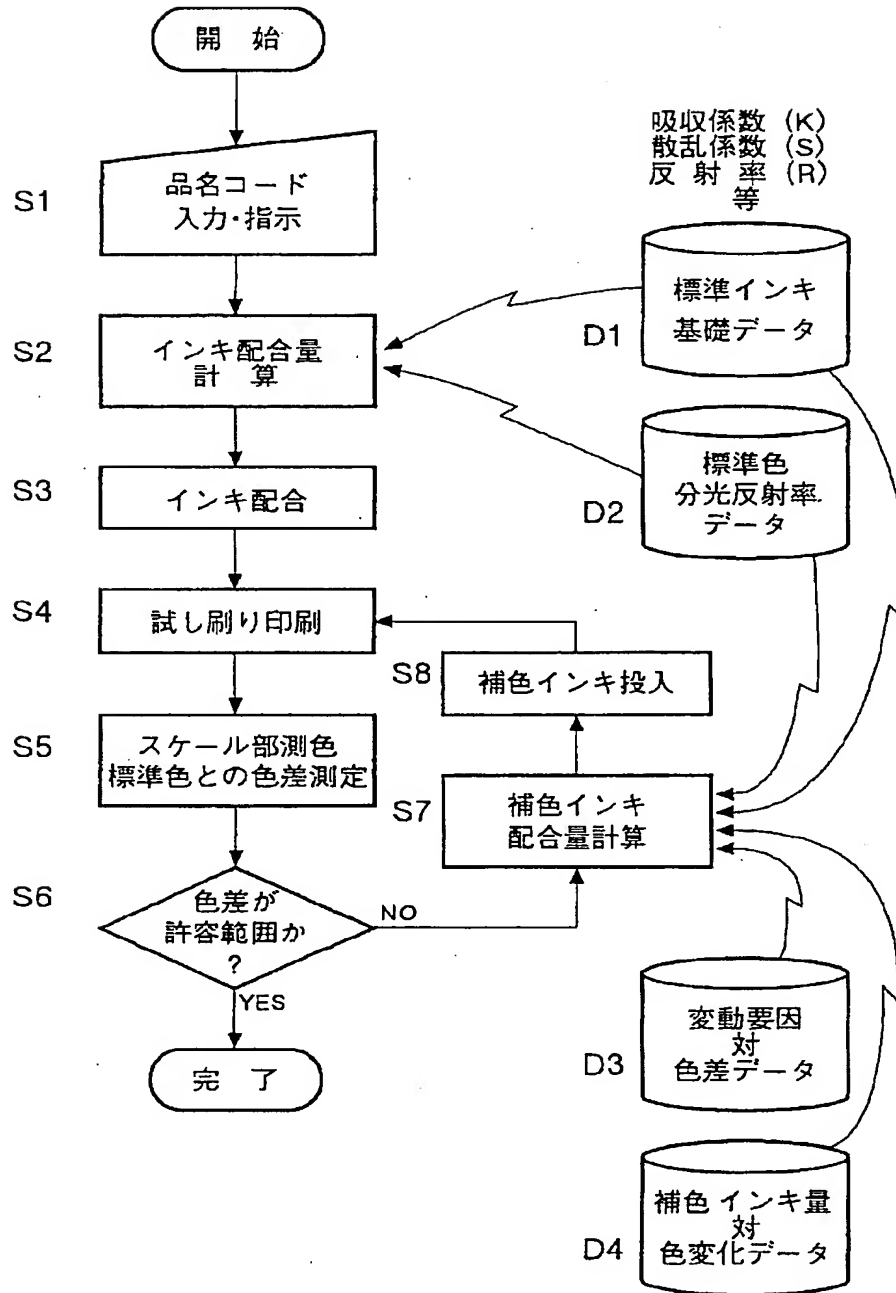 開 始
S1
品名コード
入力・指示
S2
インキ配合量
計 算
S3
インキ配合
S4
試し刷り印刷
S5
スケール部測色
標準色との色差測定
S6
色差が
許容範囲か
?
NO
YES
完 了
S8
補色インキ投入
S7
補色インキ
配合量計算
吸収係数 (K)
散乱係数 (S)
反 射 率 (R)
等
D1
標準インキ
基礎データ
D2
標準色
分光反射率
データ
D3
変動要因
対
色差データ
D4
補色 インキ量
対
色変化データ